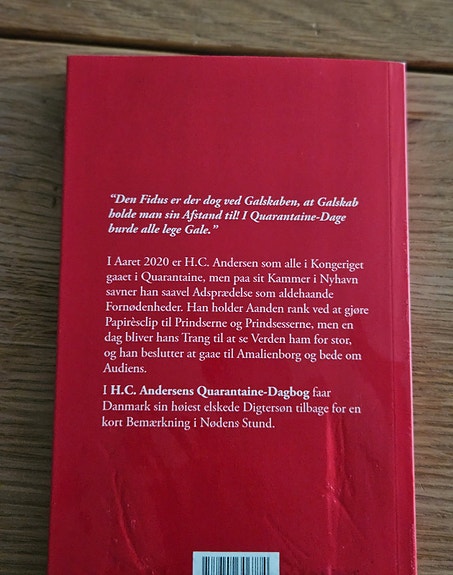 “Den Fidus er der dog ved Galskaben, at Galskab
holde man sin Afstand til! I Quarantaine-Dage
burde alle lege Gale.”
I Aaret 2020 er H.C. Andersen som alle i Kongeriget
gaaet i Quarantaine, men paa sit Kammer i Nyhavn
savner han saavel Adsprædelse som aldehaande
Fornødenheder. Han holder Aanden rank ved at gjøre
Papirèsclip til Prindserne og Prindsesserne, men en
dag bliver hans Trang til at se Verden ham for stor,
og han beslutter at gaae til Amalienborg og bede om
Audiens.
I H.C. Andersens Quarantaine-Dagbog faar
Danmark sin høiest elskede Digtersøn tilbage for en
kort Bemærkning i Nødens Stund.